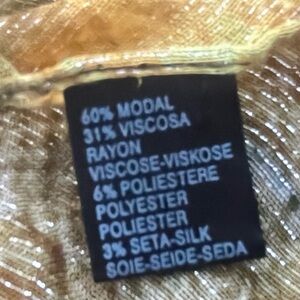 60% MODAL
31% VISCOSA
RAYON
VISCOSE-VISKOSE
6% POLIESTERE
POLYESTER
POLIESTER
3% SETA-SILK
SOIE-SEIDE-SEDA